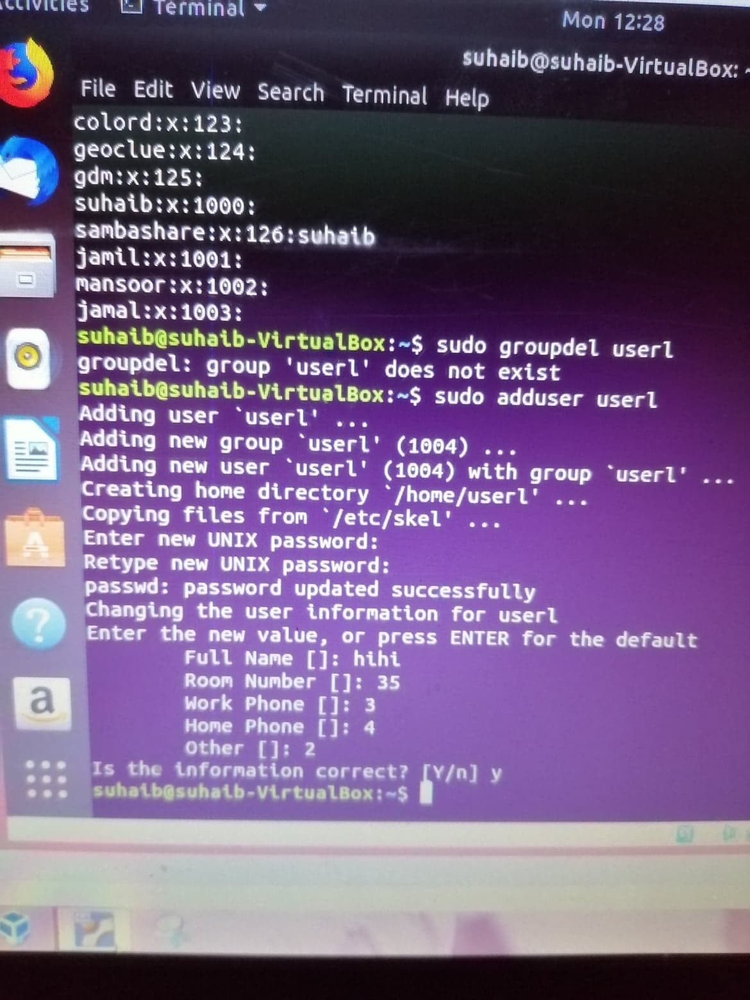 Activities Terminal
Mon 12:28
suhaib@suhaib-VirtualBox: ~
File Edit View Search Terminal Help
colord:x:123:
geoclue:x:124:
gdm:x:125:
suhaib:x:1000:
sambashare:x:126:suhaib
jamil:x:1001:
mansoor:x:1002:
jamal:x:1003:
suhaib@suhaib-VirtualBox:~$ sudo groupdel userl
groupdel: group 'userl' does not exist
suhaib@suhaib-VirtualBox:~$ sudo adduser userl
Adding user `userl' ...
Adding new group `userl' (1004) ...
Adding new user `userl' (1004) with group `userl' ...
Creating home directory `/home/userl' ...
Copying files from `/etc/skel' ...
Enter new UNIX password:
Retype new UNIX password:
passwd: password updated successfully
Changing the user information for userl
Enter the new value, or press ENTER for the default
Full Name []: hihi
Room Number []: 35
Work Phone []: 3
Home Phone []: 4
Other []: 2
Is the information correct? [Y/n] y
suhaib@suhaib-VirtualBox:~$